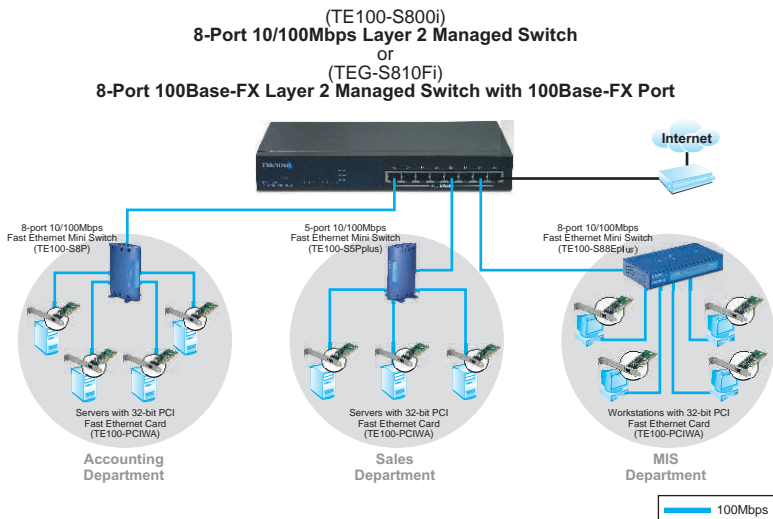 (TE100-S800i)
8-Port 10/100Mbps Layer 2 Managed Switch
or
(TEG-S810Fi)
8-Port 100Base-FX Layer 2 Managed Switch with 100Base-FX Port
Internet
TRENDnet
8-port 10/100Mbps
Fast Ethernet Mini Switch
(TE100-S8P)
5-port 10/100Mbps
Fast Ethernet Mini Switch
(TE100-S5Pplus)
8-port 10/100Mbps
Fast Ethernet Mini Switch
(TE100-S88Eplus)
Servers with 32-bit PCI
Fast Ethernet Card
(TE100-PCIWA)
Servers with 32-bit PCI
Fast Ethernet Card
(TE100-PCIWA)
Workstations with 32-bit PCI
Fast Ethernet Card
(TE100-PCIWA)
Accounting
Department
Sales
Department
MIS
Department
100Mbps